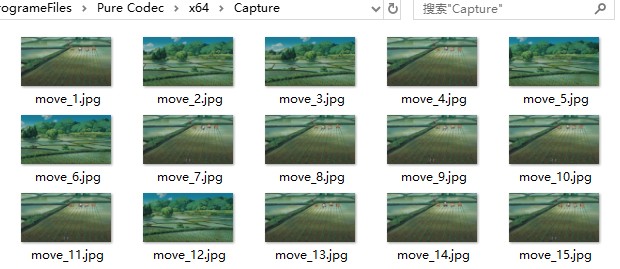 rogrameFiles > Pure Codec > x64 > Capture 搜索"Capture"
move_1.jpg move_2.jpg move_3.jpg move_4.jpg move_5.jpg
move_6.jpg move_7.jpg move_8.jpg move_9.jpg move_10.jpg
move_11.jpg move_12.jpg move_13.jpg move_14.jpg move_15.jpg